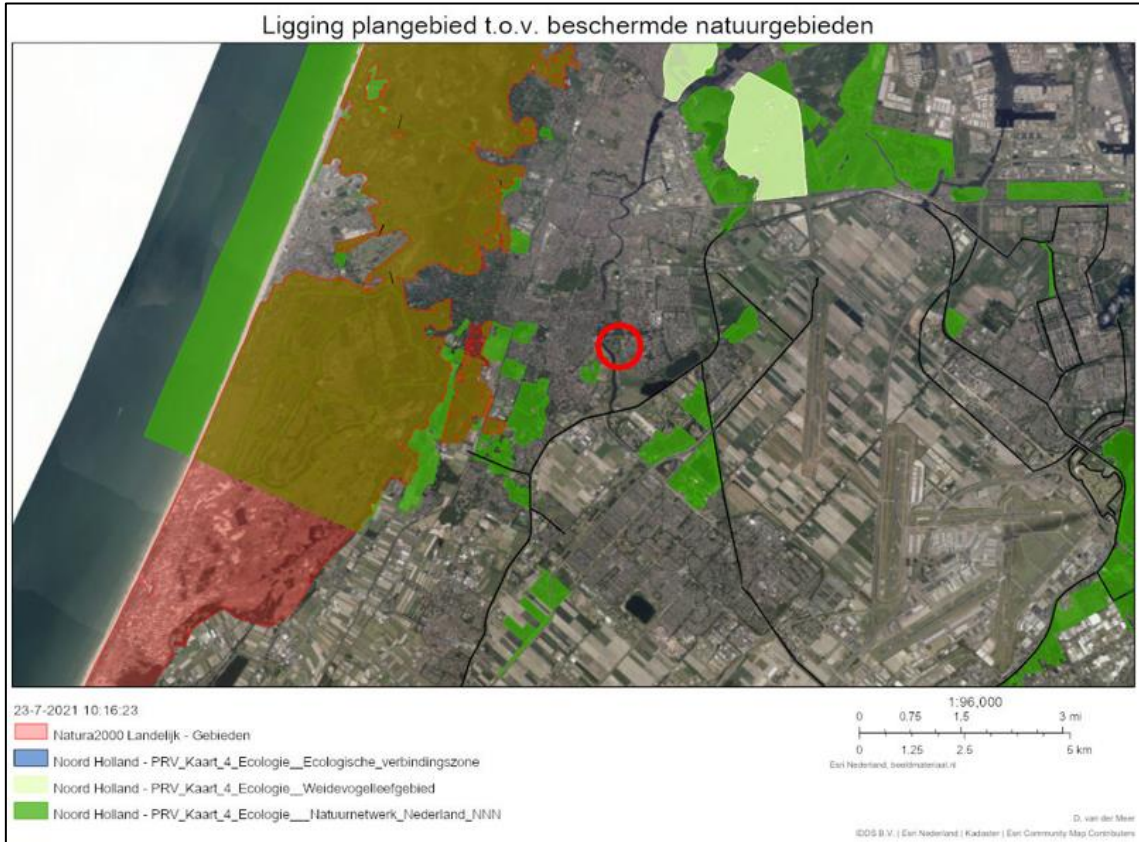 Ligging plangebied t.o.v. beschermde natuurgebieden
23-7-2021 10:16:23
Natura2000 Landelijk - Gebieden
Noord Holland - PRV_Kaart_4_Ecologie__Ecologische_verbindingszone
Noord Holland - PRV_Kaart_4_Ecologie__Weidevogelleefgebied
Noord Holland - PRV_Kaart_4_Ecologie___Natuurnetwerk_Nederland_NNN
1:96,000
0 0.75 1.5 3 mi
0 1.25 2.5 5 km
Esri Nederland, beeldmateriaal.nl
D. van der Meer
IDDS B.V. | Esri Nederland | Kadaster | Esri Community Map Contributors